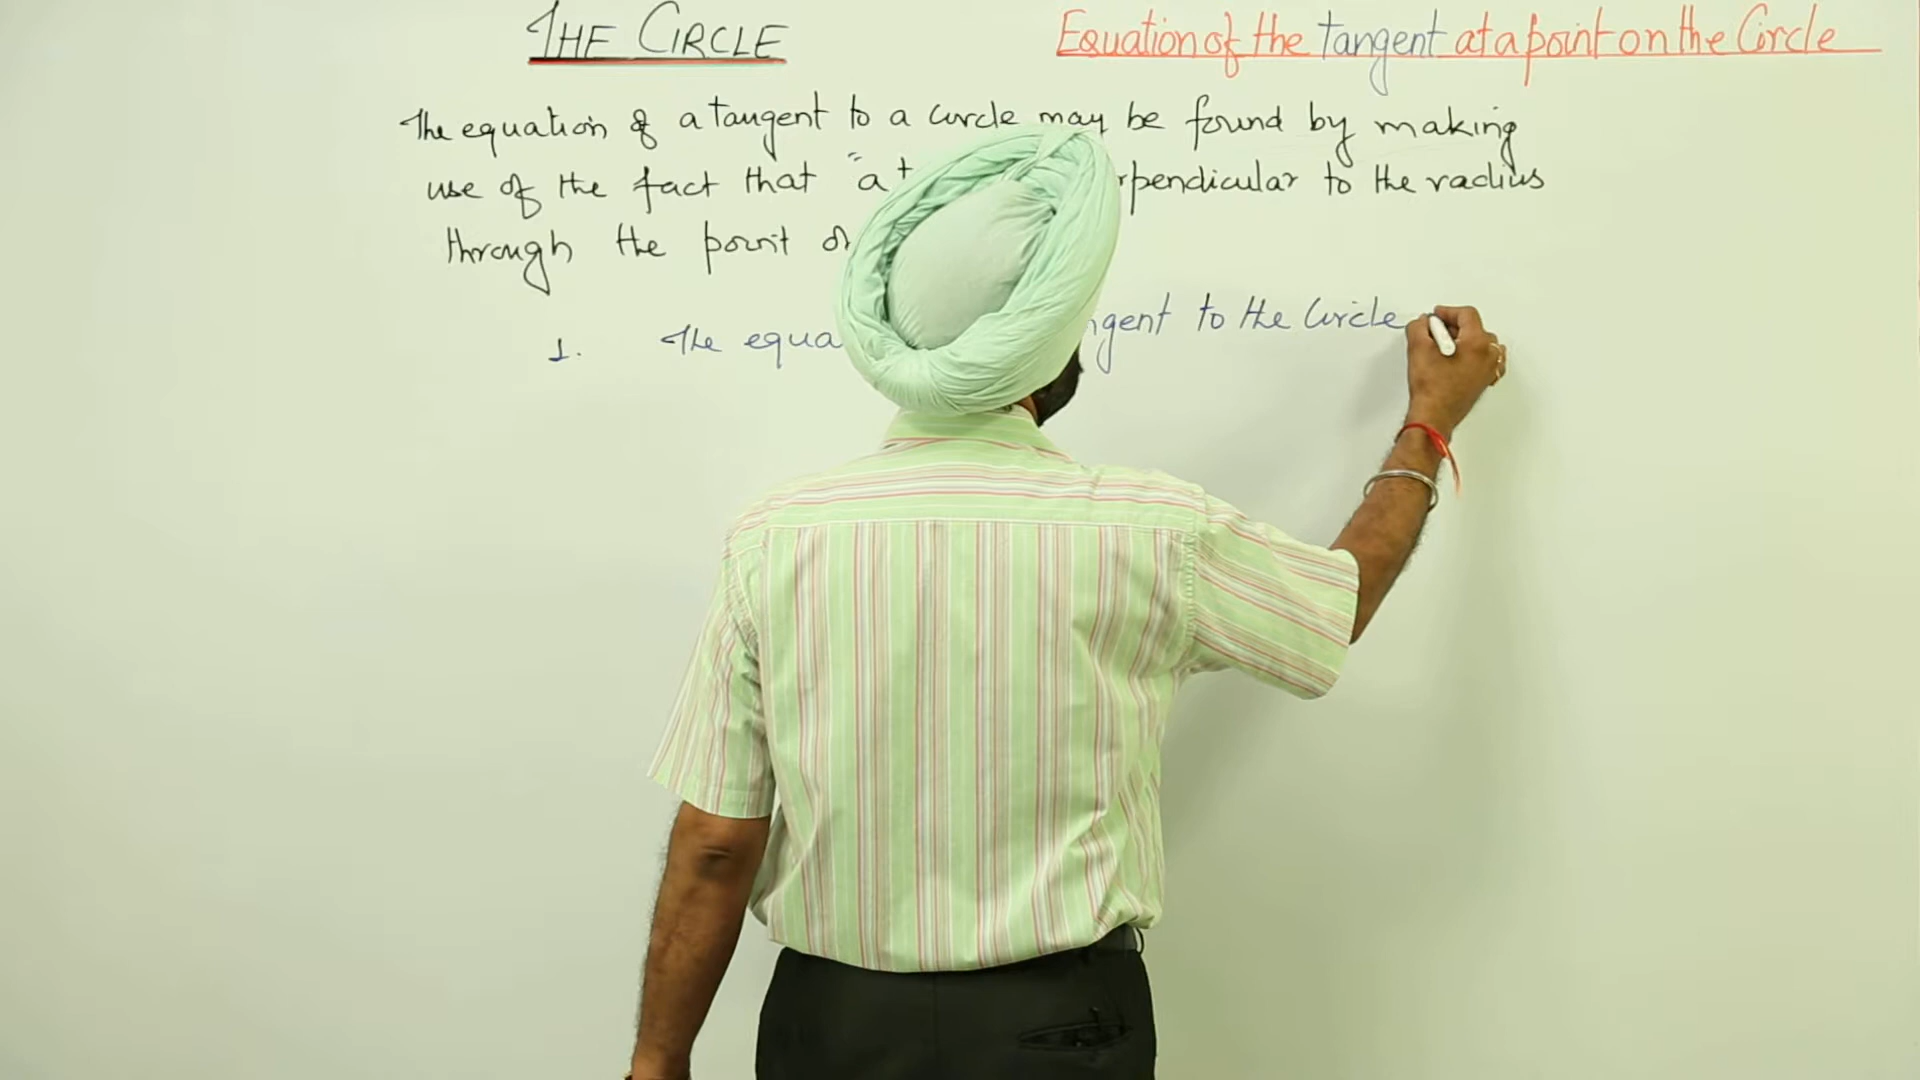 THE CIRCLE
Equation of the tangent at a point on the Circle
The equation of a tangent to a circle may be found by making
use of the fact that "a t rpendicular to the radius
through the point o
1. The equa ngent to the Circle